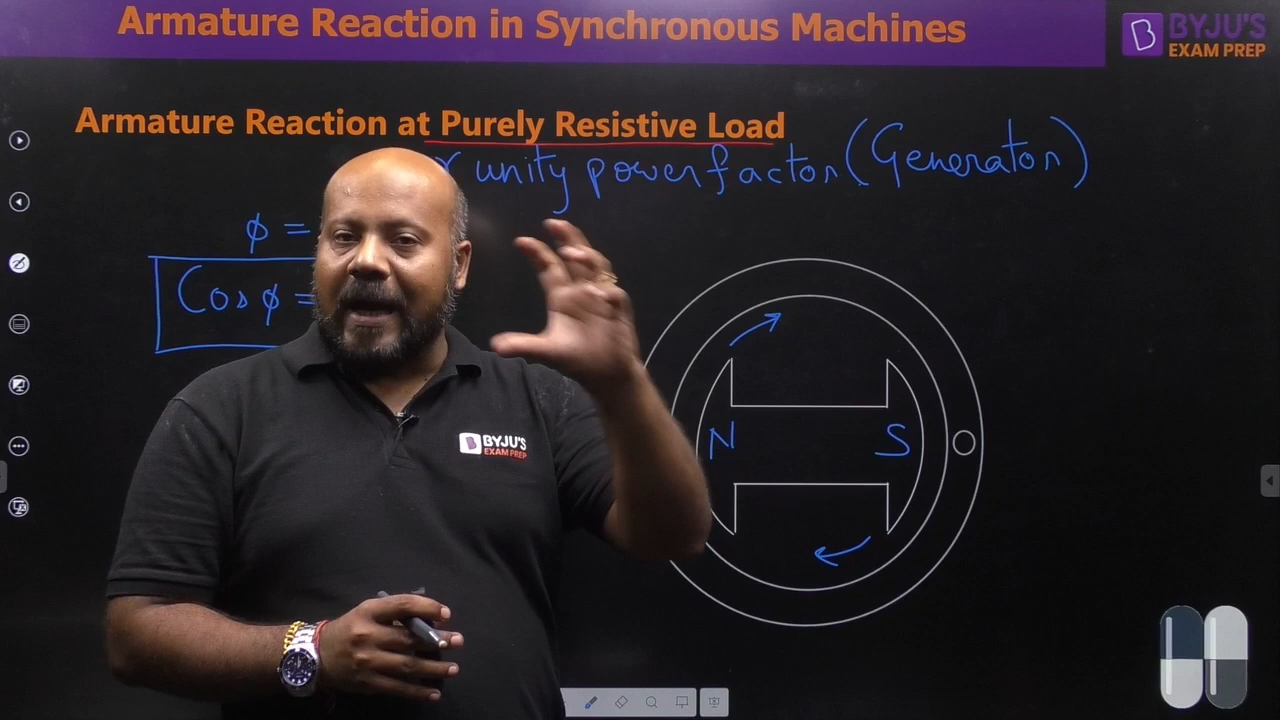 Armature Reaction in Synchronous Machines
BYJU'S
EXAM PREP
Armature Reaction at Purely Resistive Load
unity power factor (Generator)
ϕ =
Cos ϕ =
N S
BYJU'S
EXAM PREP